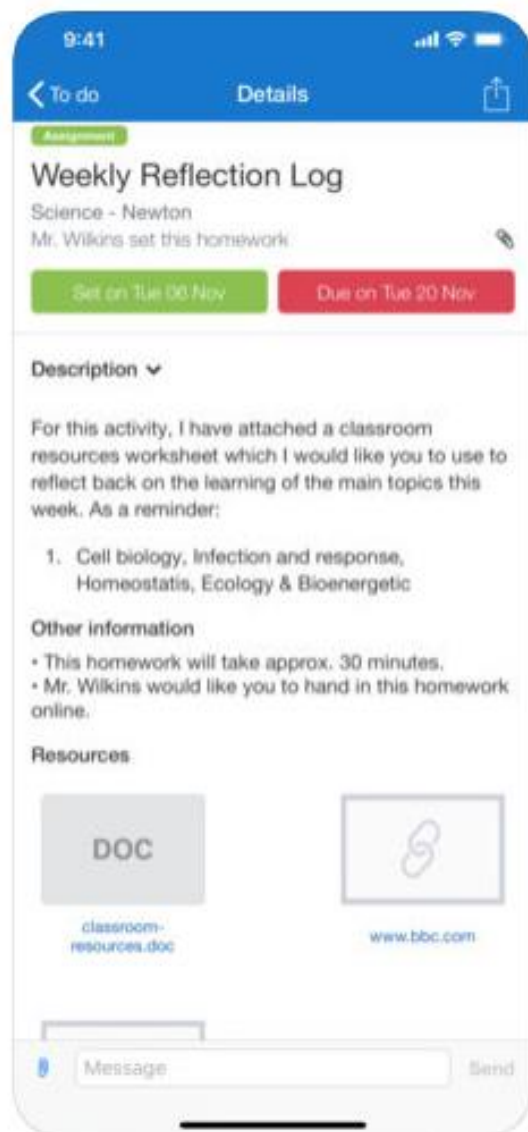 9:41
To do
Details
Assignment
Weekly Reflection Log
Science - Newton
Mr. Wilkins set this homework
Set on Tue 06 Nov
Due on Tue 20 Nov
Description
For this activity, I have attached a classroom
resources worksheet which I would like you to use to
reflect back on the learning of the main topics this
week. As a reminder:
1. Cell biology, Infection and response,
Homeostatis, Ecology & Bioenergetic
Other information
• This homework will take approx. 30 minutes.
• Mr. Wilkins would like you to hand in this homework
online.
Resources
DOC
classroom-
resources.doc
www.bbc.com
Message
Send